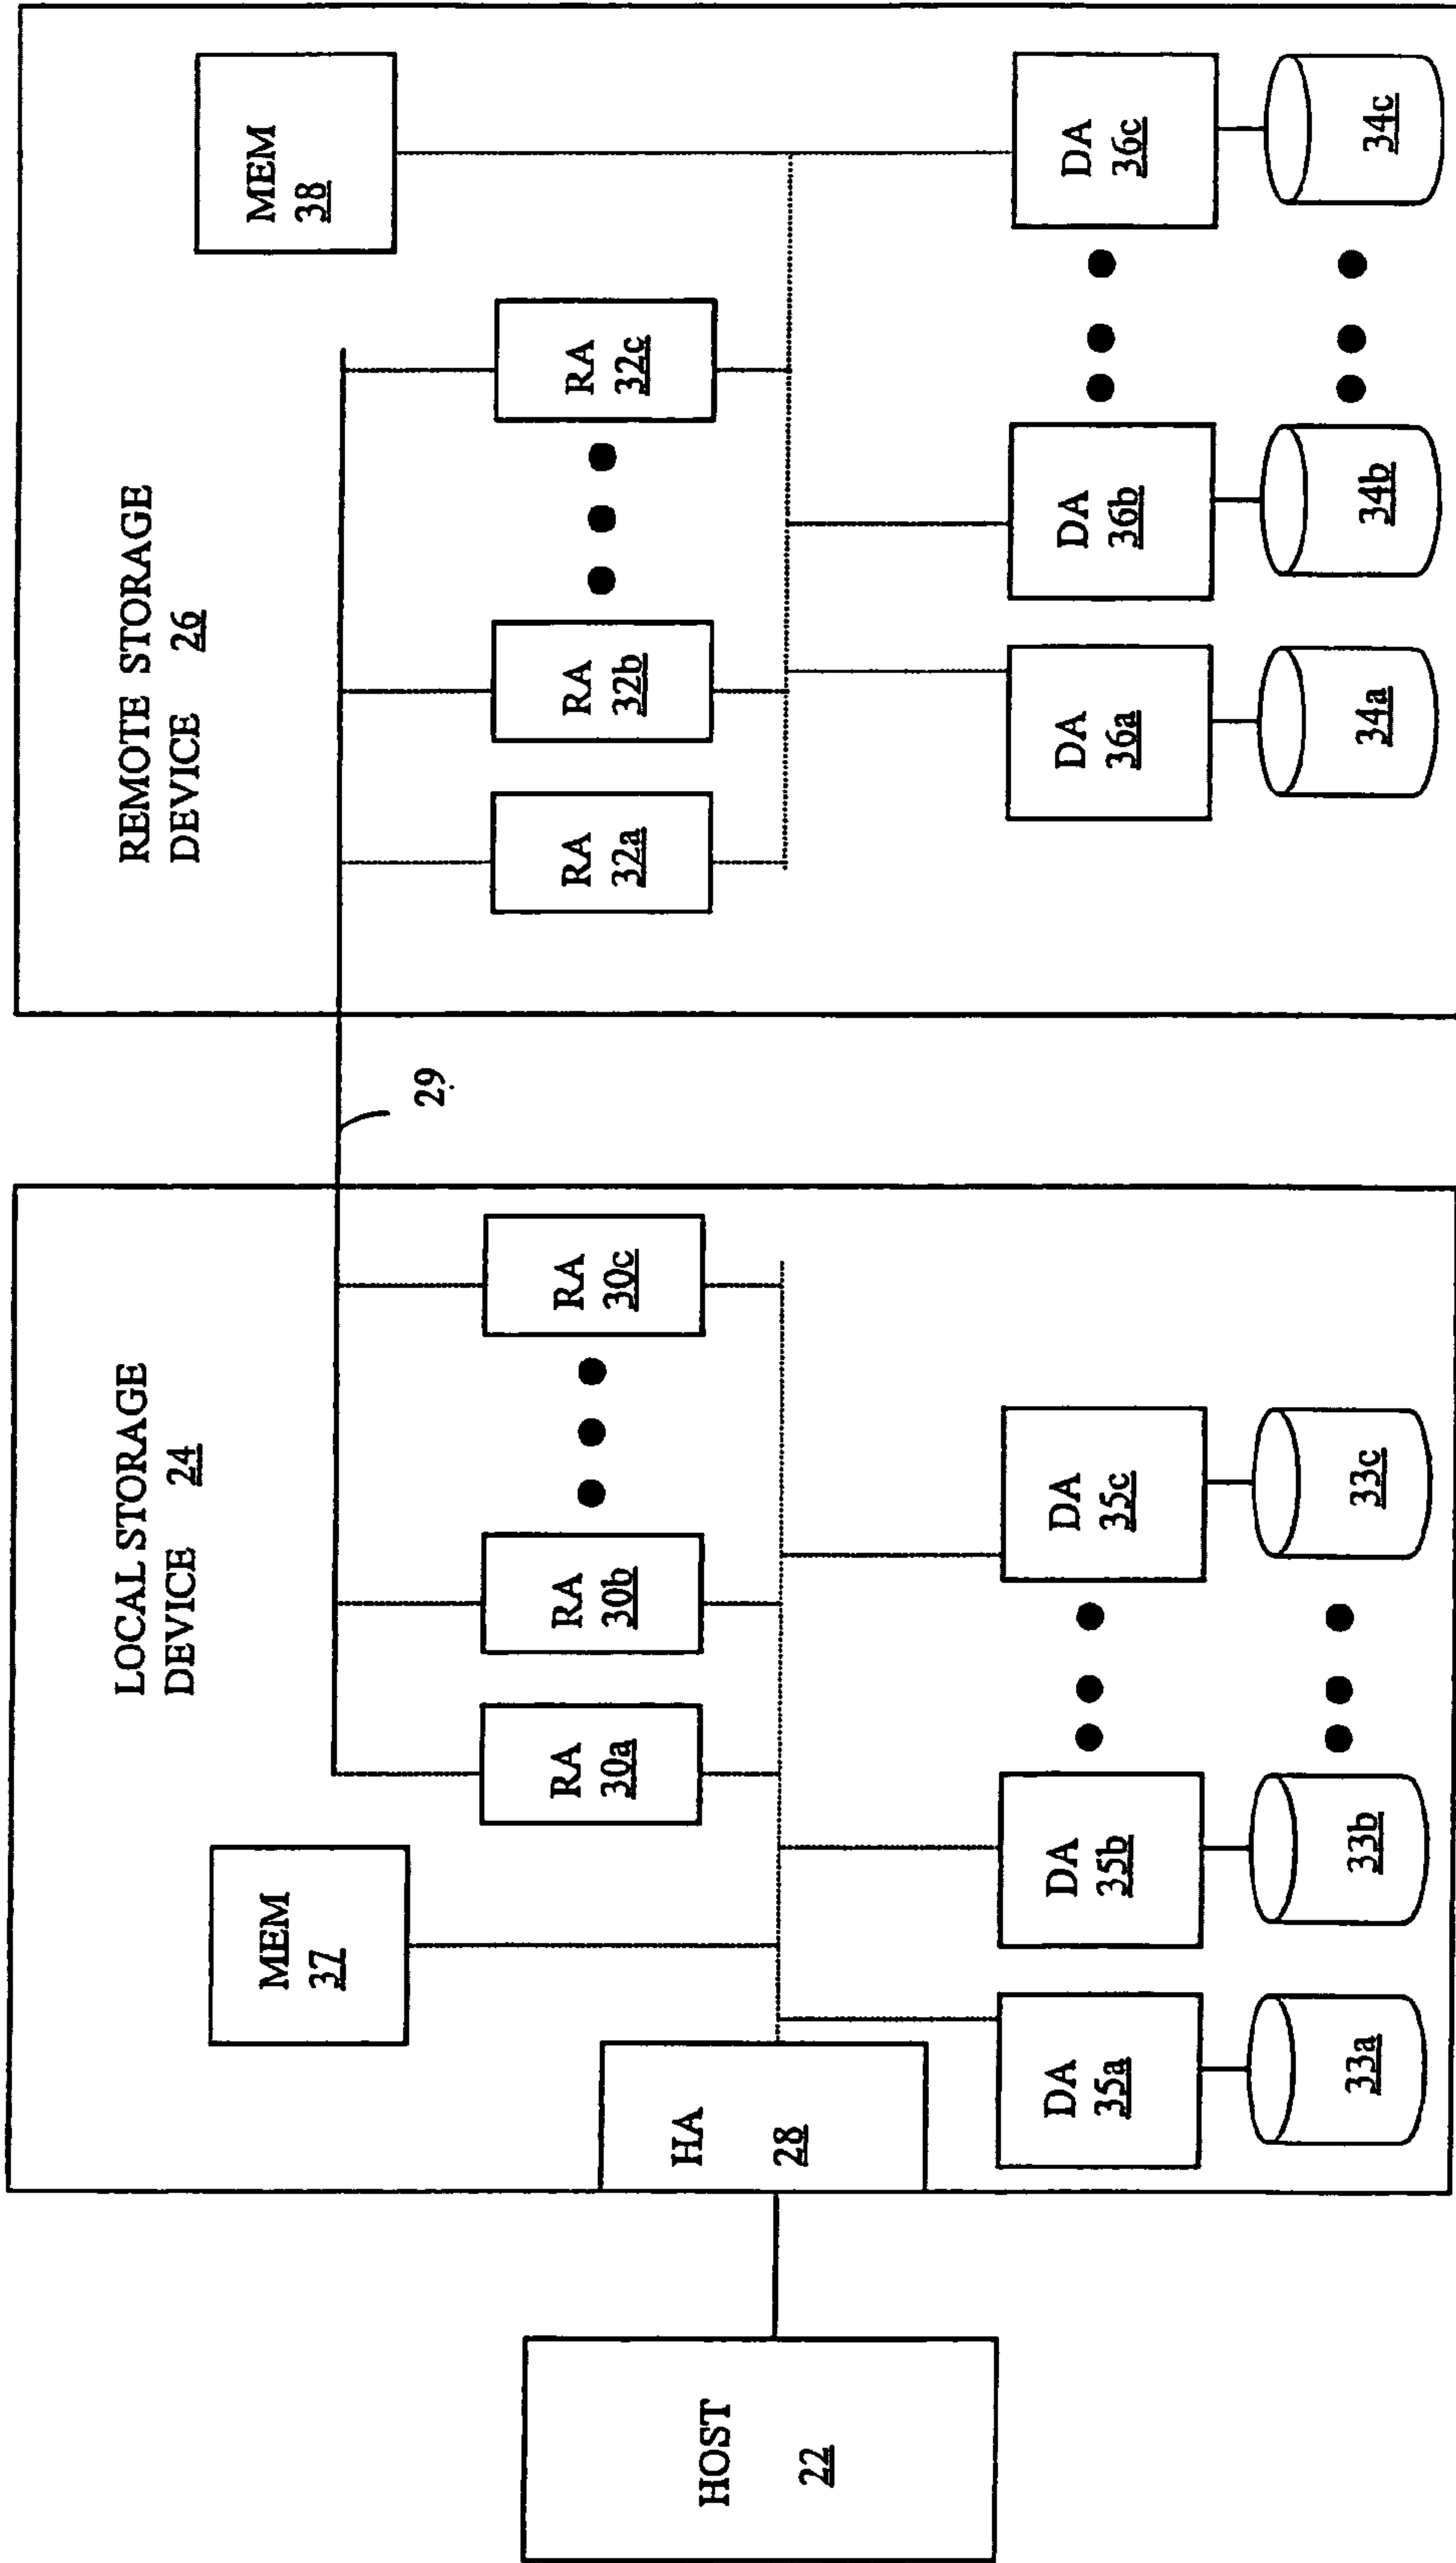 HOST
22
LOCAL STORAGE
DEVICE 24
MEM
37
HA
28
RA
30a
RA
30b
RA
30c
DA
35a
DA
35b
DA
35c
33a
33b
33c
29
REMOTE STORAGE
DEVICE 26
MEM
38
RA
32a
RA
32b
RA
32c
DA
36a
DA
36b
DA
36c
34a
34b
34c